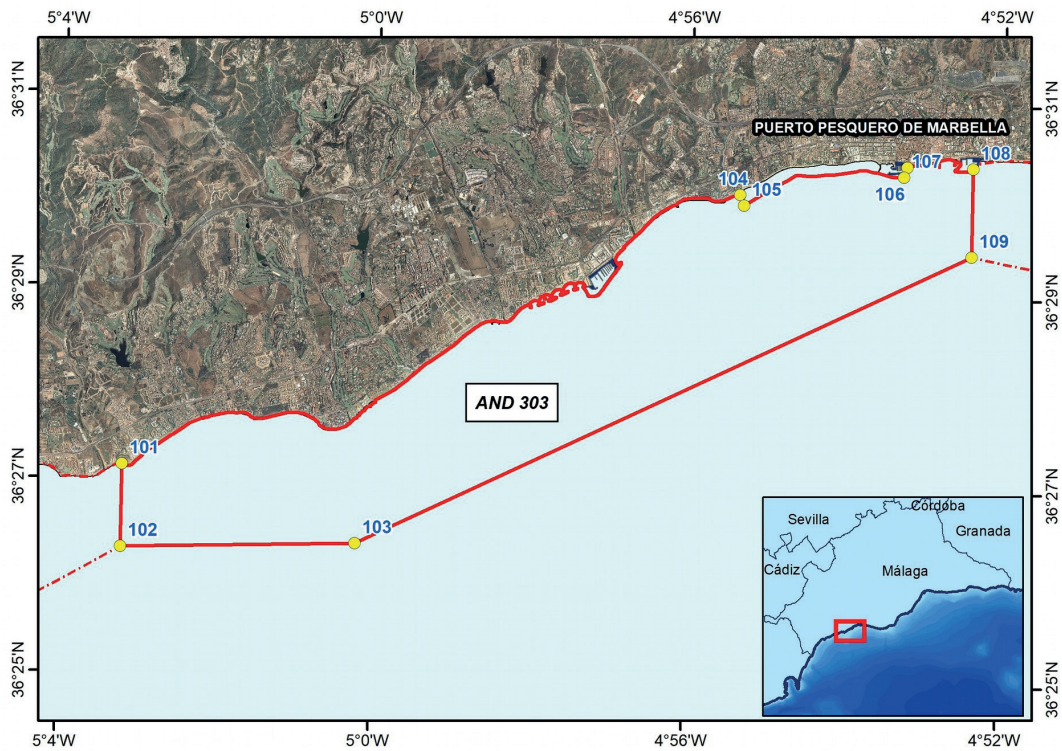 5°4'W 5°0'W 4°56'W 4°52'W
36°31'N
36°31'N
PUERTO PESQUERO DE MARBELLA
107
108
104
105
106
109
36°29'N
36°29'N
AND 303
101
36°27'N
36°27'N
102
103
Córdoba
Sevilla
Granada
Cádiz
Málaga
36°25'N
36°25'N
5°4'W 5°0'W 4°56'W 4°52'W